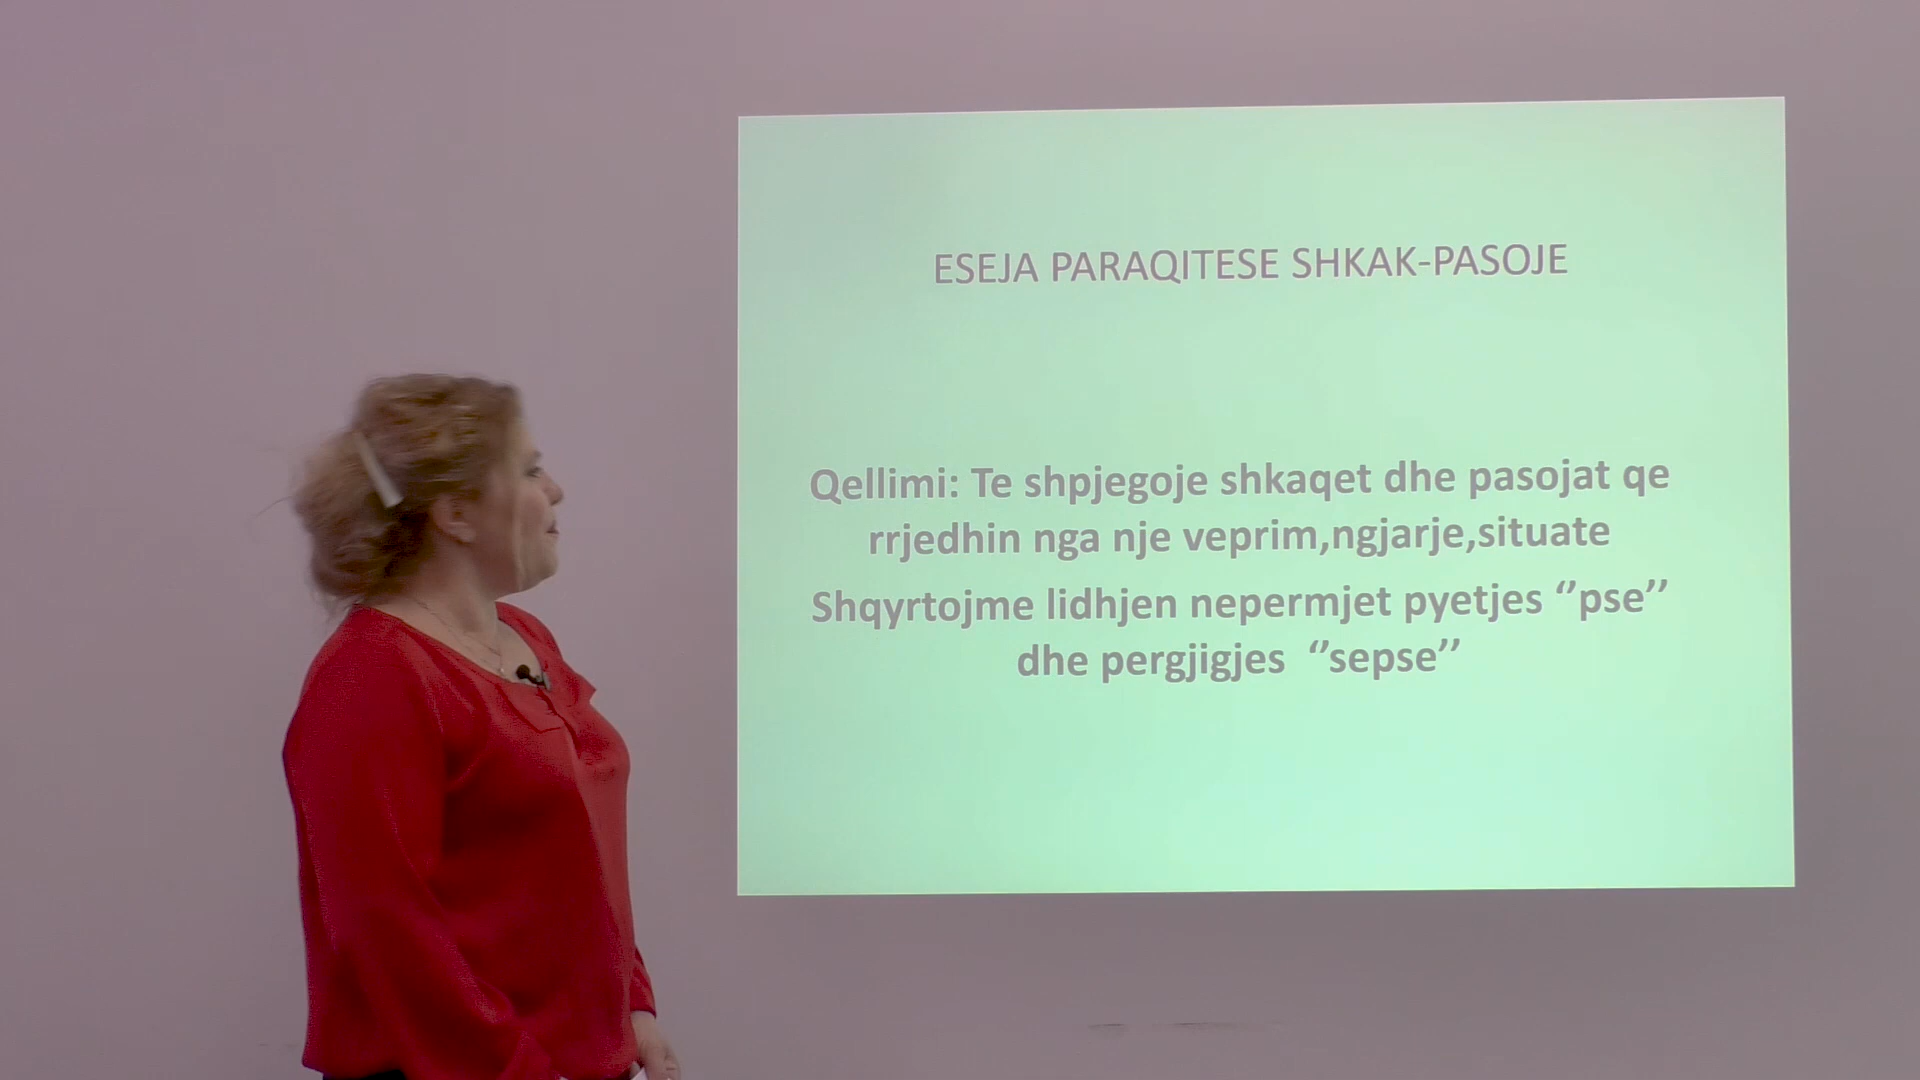 ESEJA PARAQITESE SHKAK-PASOJE
Qellimi: Te shpjegoje shkaqet dhe pasojat qe
rrjedhin nga nje veprim,ngjarje,situate
Shqyrtojme lidhjen nepermjet pyetjes ‘’pse’’
dhe pergjigjes ‘’sepse’’